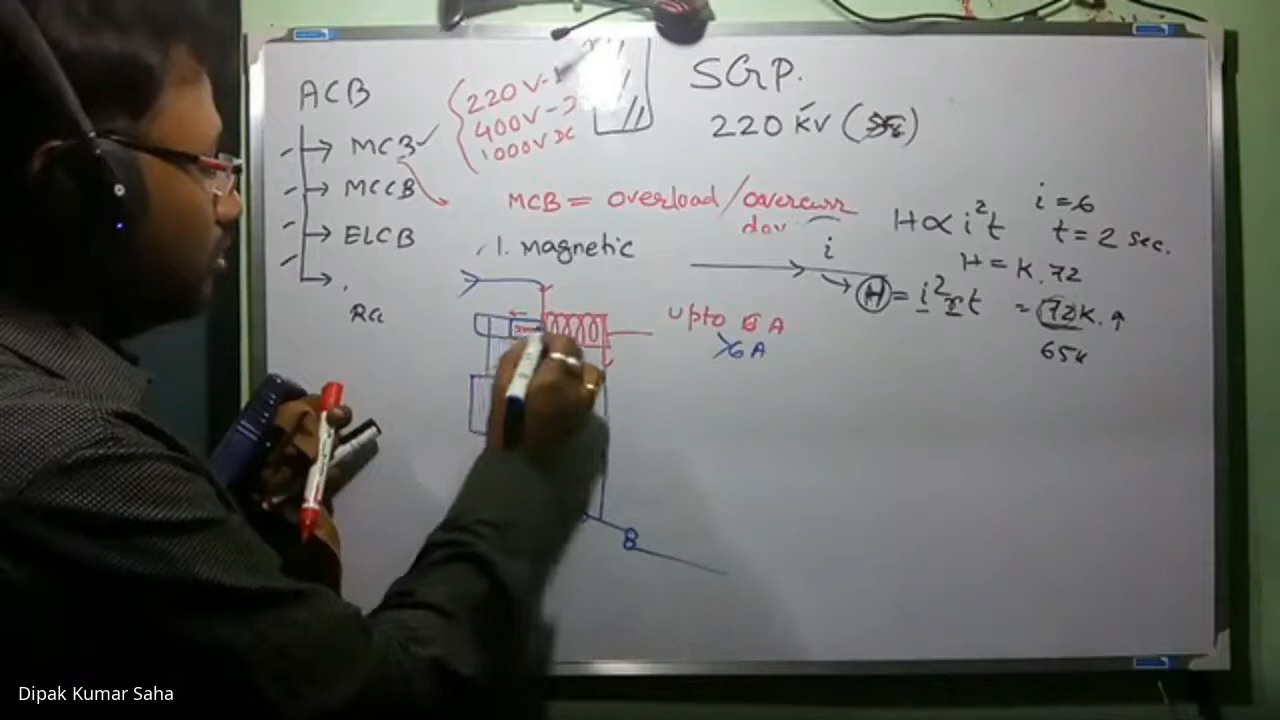 ACB
MCB
MCCB
ELCB
220V-
400V-
1000V DC
SGP.
220 KV
MCB = overload/overcurr
dav
1. magnetic
i
H ∝ i²t
i = 6
t = 2 sec.
H = K.72
H = i²rt = 72K. ↑
65K
upto 6 A
>6 A
B
Dipak Kumar Saha